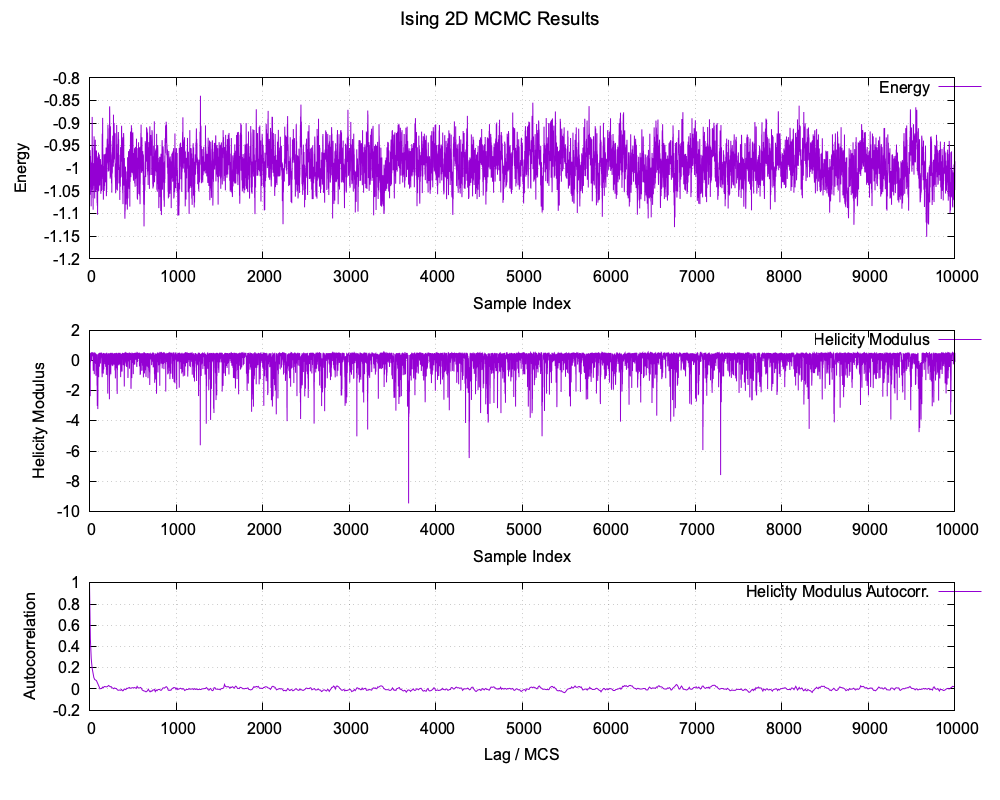 Ising 2D MCMC Results
Energy
-0.8
-0.85
-0.9
-0.95
-1
-1.05
-1.1
-1.15
-1.2
Energy
0 1000 2000 3000 4000 5000 6000 7000 8000 9000 10000
Sample Index
Helicity Modulus
2
0
-2
-4
-6
-8
-10
Helicity Modulus
0 1000 2000 3000 4000 5000 6000 7000 8000 9000 10000
Sample Index
Helicity Modulus Autocorr.
1
0.8
0.6
0.4
0.2
0
-0.2
Autocorrelation
0 1000 2000 3000 4000 5000 6000 7000 8000 9000 10000
Lag / MCS